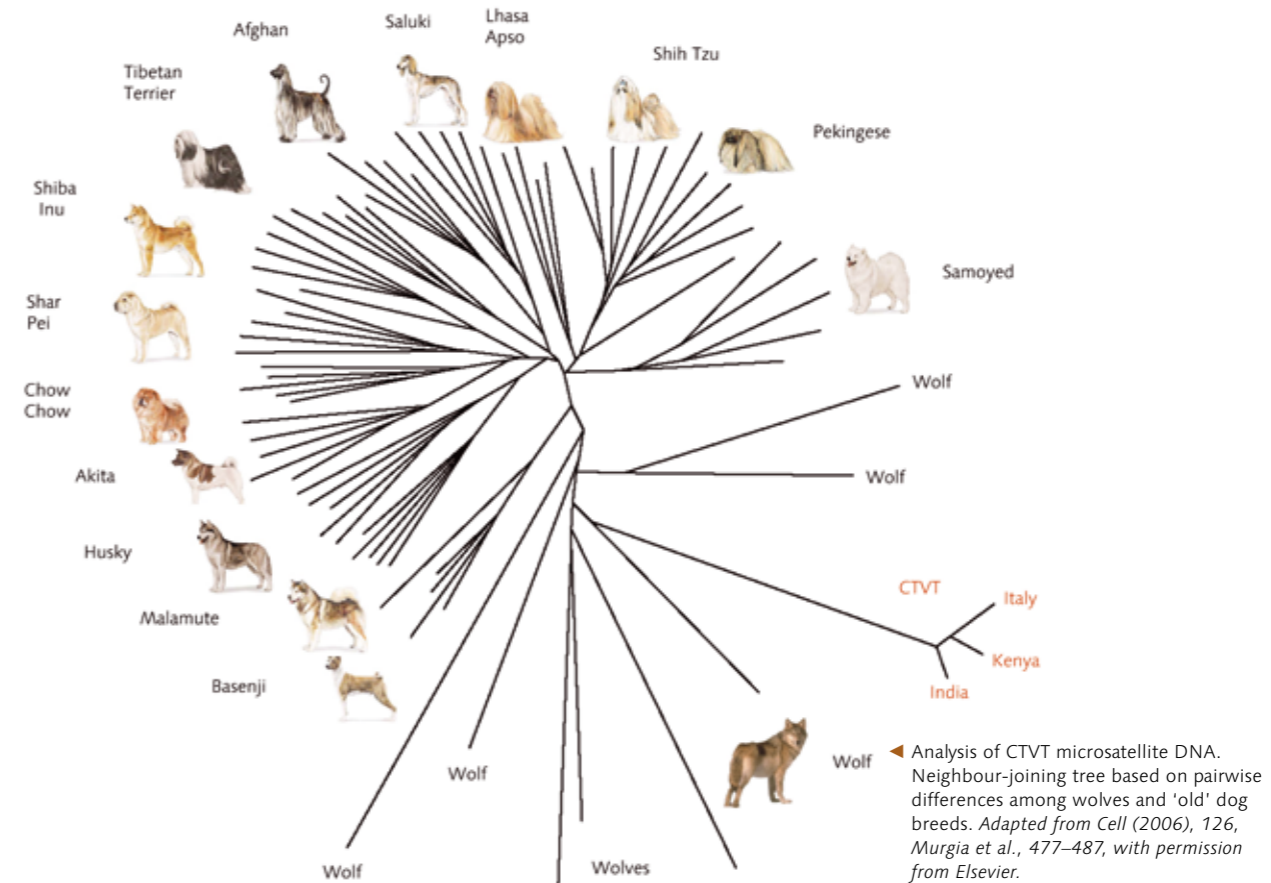 Afghan
Saluki
Lhasa
Apso
Shih Tzu
Tibetan
Terrier
Pekingese
Shiba
Inu
Samoyed
Shar
Pei
Chow
Chow
Wolf
Akita
Wolf
Husky
CTVT
Italy
Malamute
Kenya
Basenji
India
Wolf
Wolf
Wolf
Wolves
◄ Analysis of CTVT microsatellite DNA.
Neighbour-joining tree based on pairwise
differences among wolves and ‘old’ dog
breeds. Adapted from Cell (2006), 126,
Murgia et al., 477–487, with permission
from Elsevier.